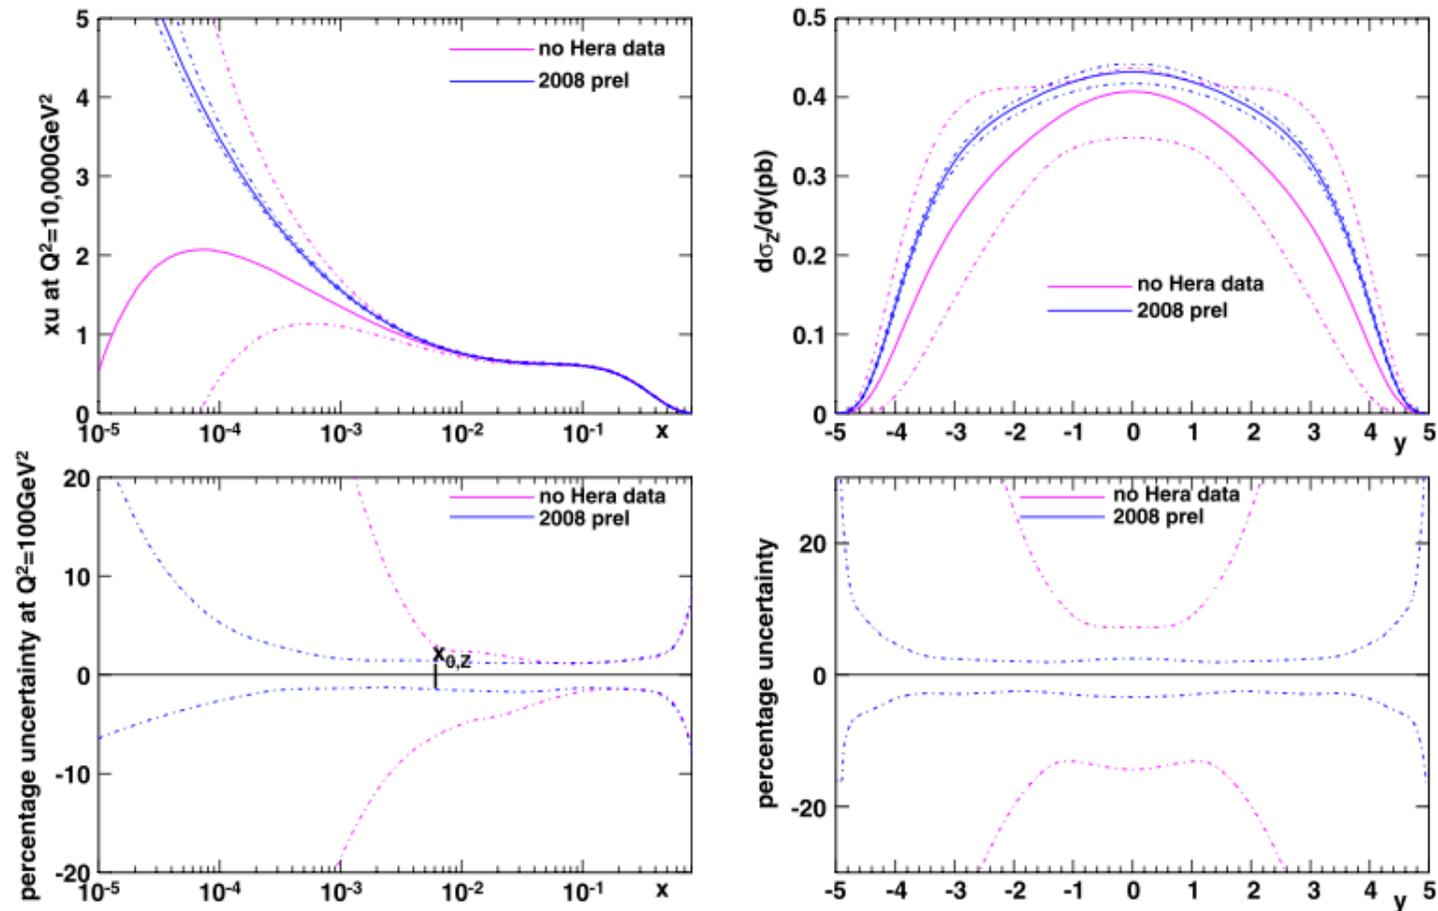 xu at Q²=10,000GeV²
5
4
3
2
1
0
no Hera data
2008 prel
10⁻⁵ 10⁻⁴ 10⁻³ 10⁻² 10⁻¹ x
dσ_Z/dy(pb)
0.5
0.4
0.3
0.2
0.1
0
no Hera data
2008 prel
-5 -4 -3 -2 -1 0 1 2 3 4 5
y
percentage uncertainty at Q²=100GeV²
20
10
0
-10
-20
no Hera data
2008 prel
x₀,Z
10⁻⁵ 10⁻⁴ 10⁻³ 10⁻² 10⁻¹ x
percentage uncertainty
20
0
-20
no Hera data
2008 prel
-5 -4 -3 -2 -1 0 1 2 3 4 5
y